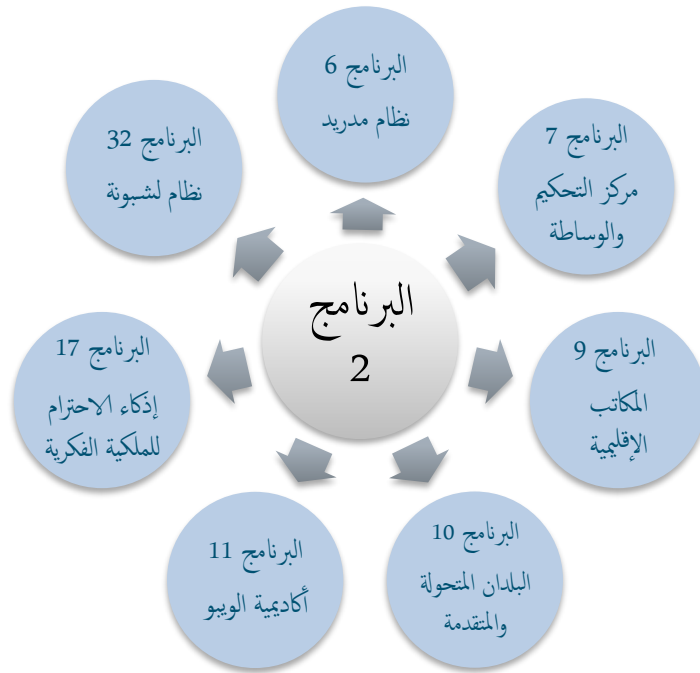 البرنامج 6
نظام مدريد
البرنامج 7
مركز التحكيم
والوساطة
البرنامج 9
المكاتب
الإقليمية
البرنامج 10
البلدان المتحولة
والمتقدمة
البرنامج 11
أكاديمية الويبو
البرنامج 17
إذكاء الاحترام
للملكية الفكرية
البرنامج 32
نظام لشبونة
البرنامج
2